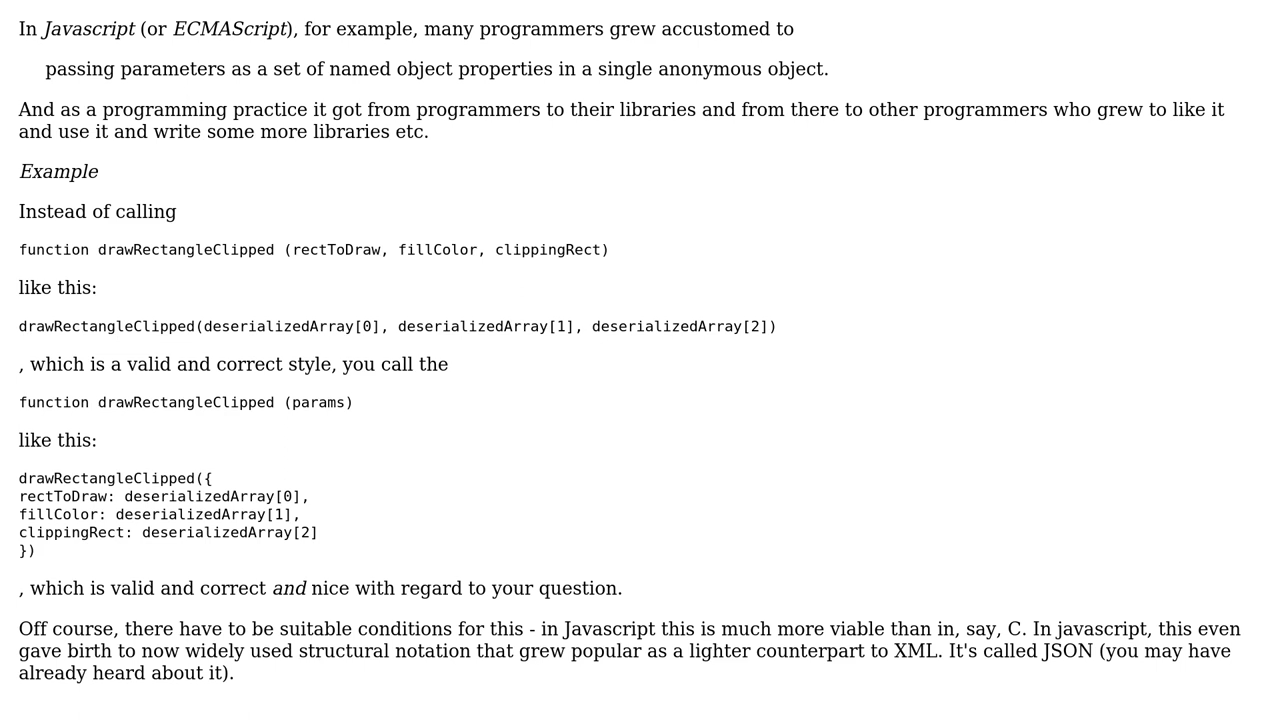 In Javascript (or ECMAScript), for example, many programmers grew accustomed to
passing parameters as a set of named object properties in a single anonymous object.
And as a programming practice it got from programmers to their libraries and from there to other programmers who grew to like it
and use it and write some more libraries etc.
Example
Instead of calling
function drawRectangleClipped (rectToDraw, fillColor, clippingRect)
like this:
drawRectangleClipped(deserializedArray[0], deserializedArray[1], deserializedArray[2])
, which is a valid and correct style, you call the
function drawRectangleClipped (params)
like this:
drawRectangleClipped({
rectToDraw: deserializedArray[0],
fillColor: deserializedArray[1],
clippingRect: deserializedArray[2]
})
, which is valid and correct and nice with regard to your question.
Off course, there have to be suitable conditions for this - in Javascript this is much more viable than in, say, C. In javascript, this even
gave birth to now widely used structural notation that grew popular as a lighter counterpart to XML. It's called JSON (you may have
already heard about it).